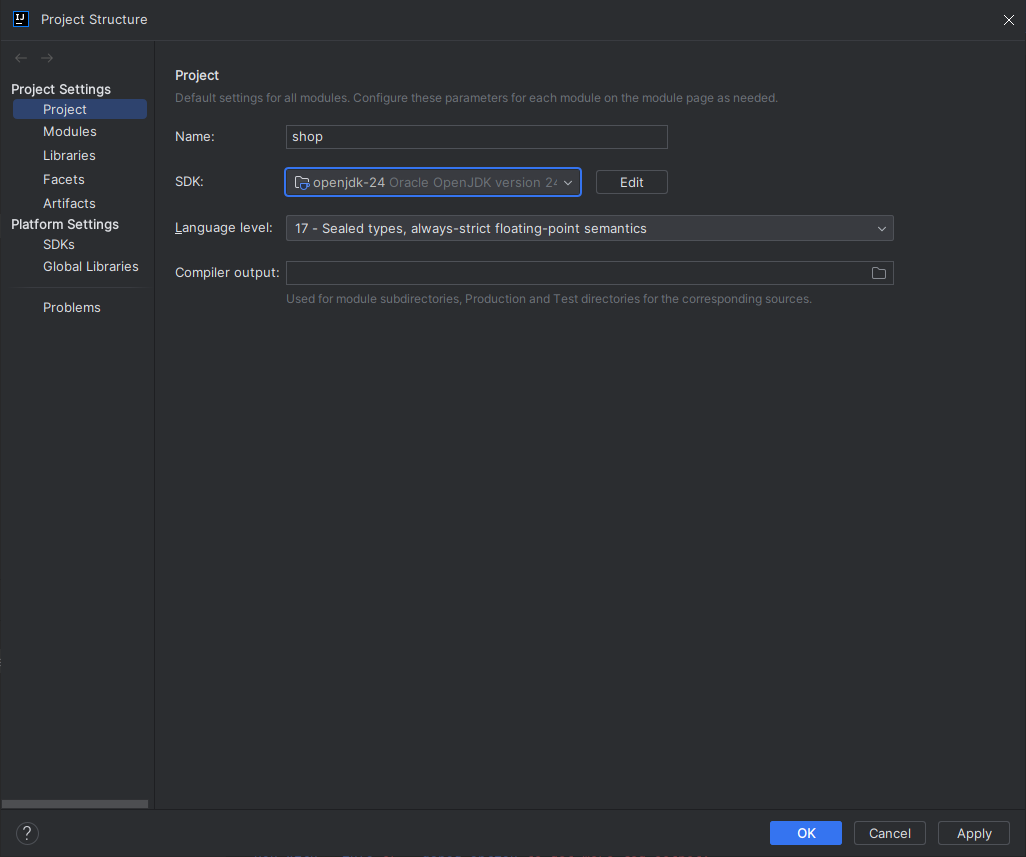 Project Structure
Project Settings
Project
Modules
Libraries
Facets
Artifacts
Platform Settings
SDKs
Global Libraries
Problems
Project
Default settings for all modules. Configure these parameters for each module on the module page as needed.
Name: shop
SDK: openjdk-24 Oracle OpenJDK version 24 Edit
Language level: 17 - Sealed types, always-strict floating-point semantics
Compiler output:
Used for module subdirectories, Production and Test directories for the corresponding sources.
? OK Cancel Apply